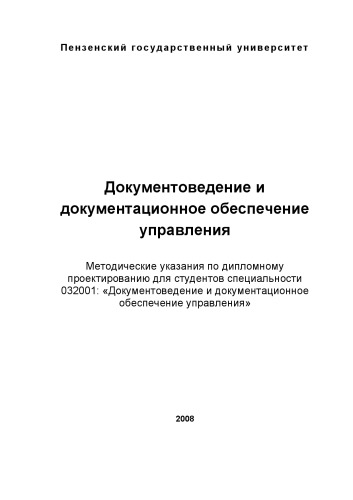 Пензенский государственный университет
Документоведение и
документационное обеспечение
управления
Методические указания по дипломному
проектированию для студентов специальности
032001: «Документоведение и документационное
обеспечение управления»
2008